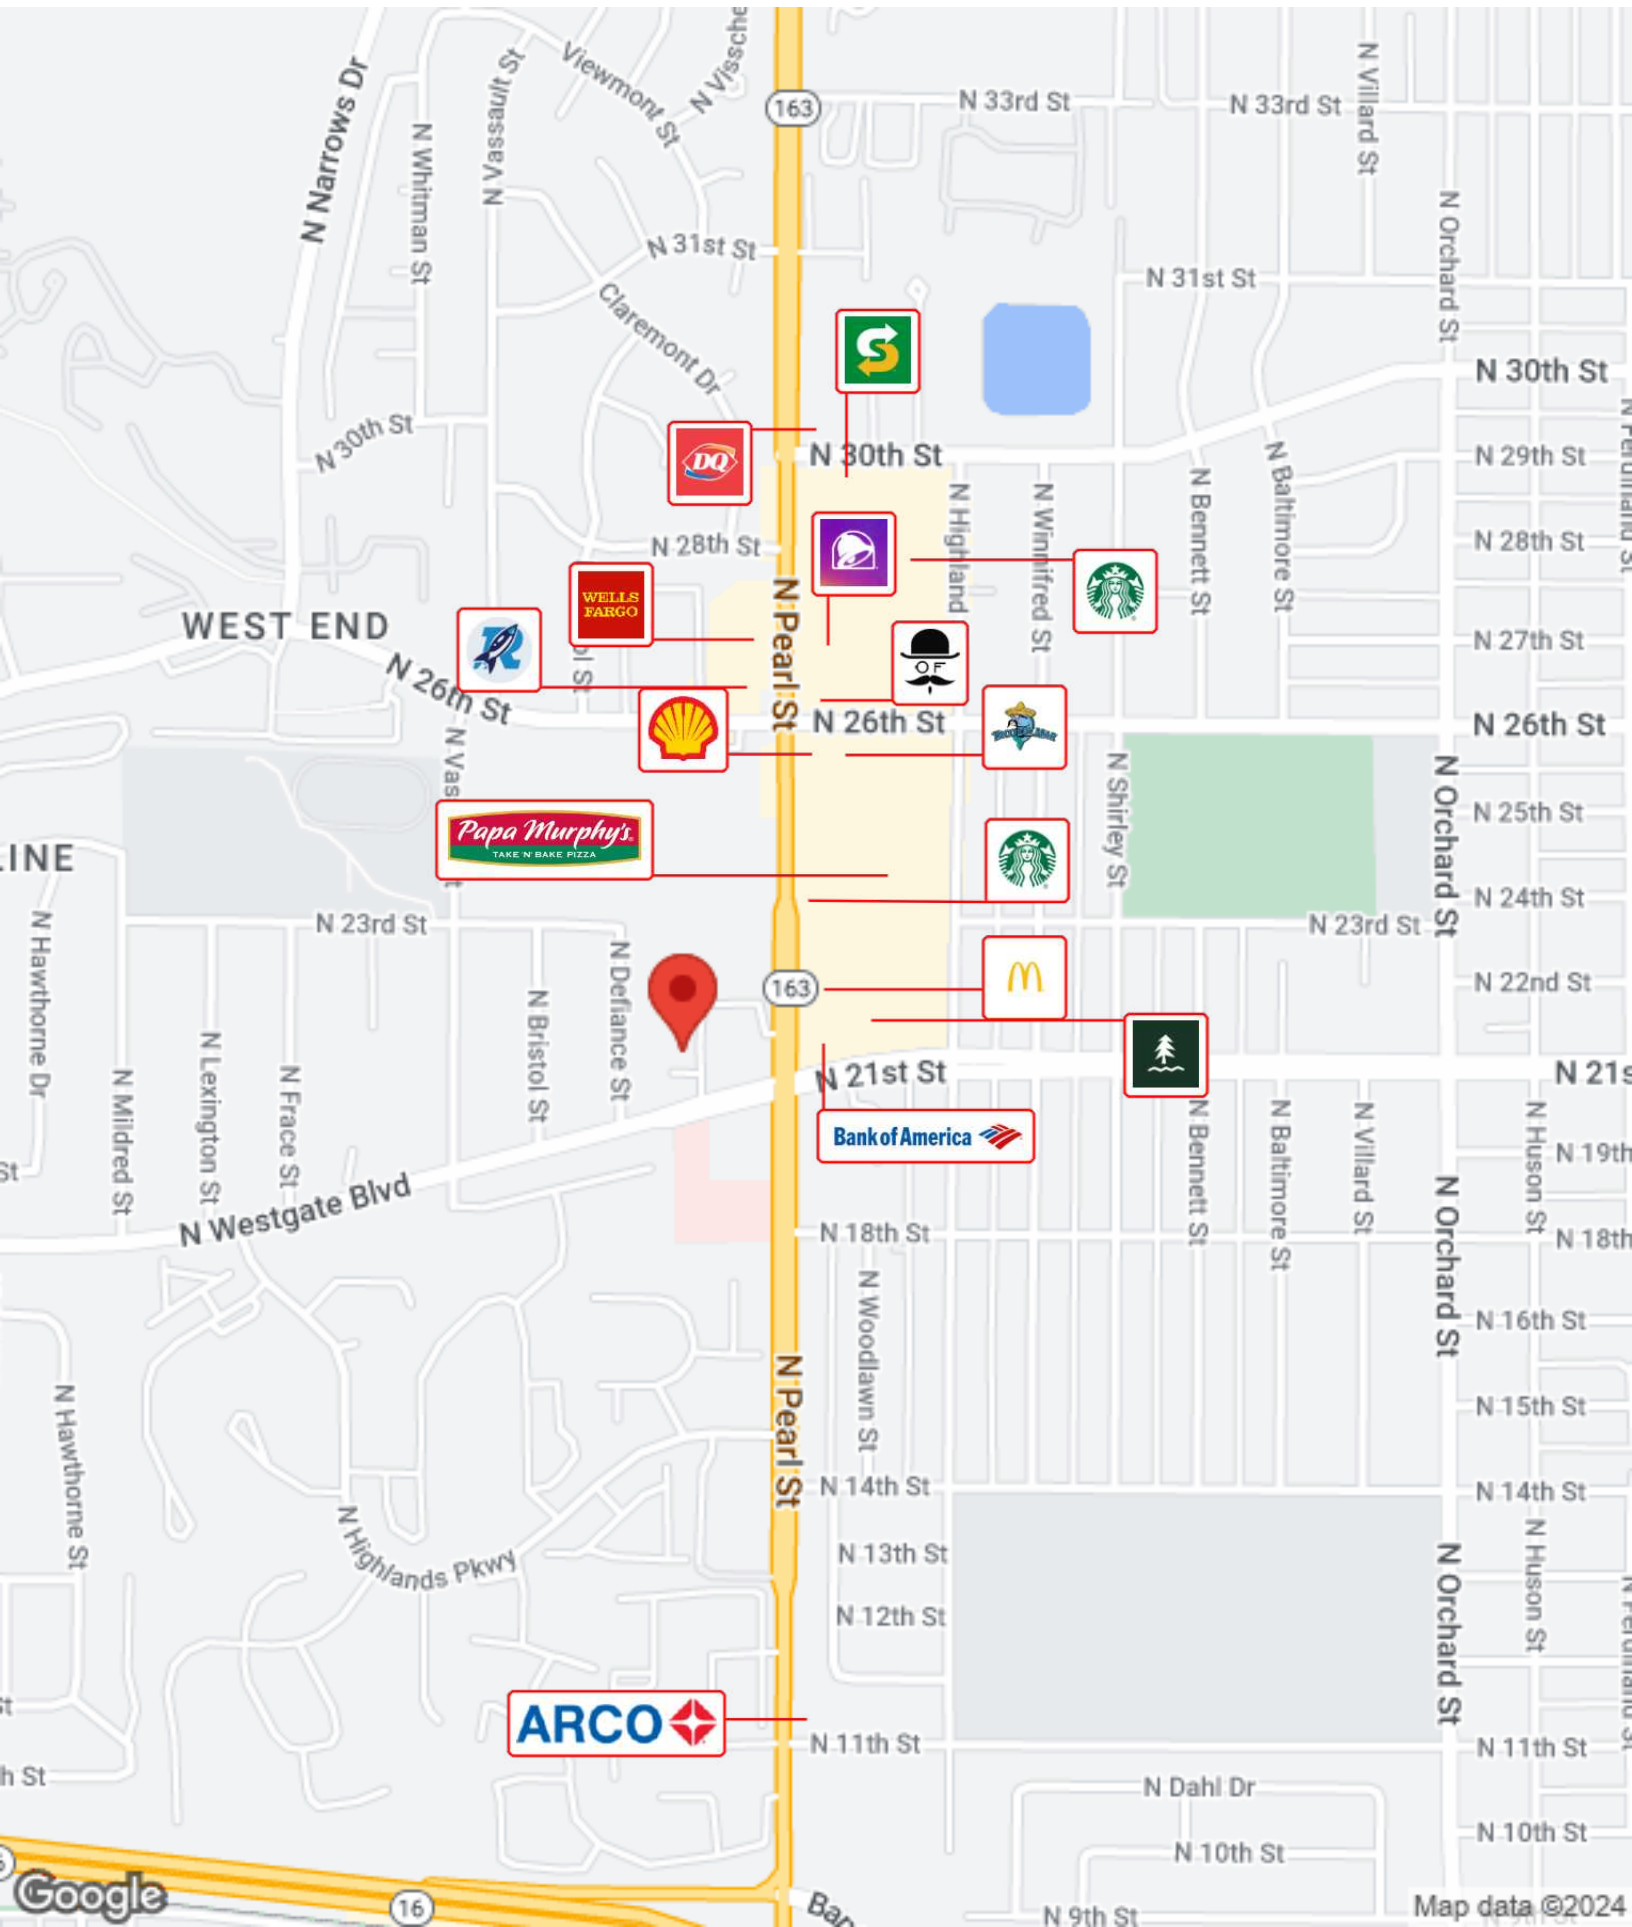 N Narrows Dr
N Whitman St
N Vassault St
Viewmont St
N Vissche
163
N 33rd St
N 33rd St
N Villard St
N Orchard St
N 31st St
N 31st St
Claremont Dr
N 30th St
N 30th St
N 30th St
DQ
N 29th St
N Highland
N Winnifred St
N Bennett St
N Baltimore St
N 28th St
N 28th St
WELLS
FARGO
WEST END
N 26th St
N Pearl St
OF
N 27th St
N 26th St
N 26th St
N Vas
N Shirley St
N Orchard St
N 25th St
Papa Murphy's
TAKE 'N' BAKE PIZZA
LINE
N 24th St
N 23rd St
N 23rd St
N Hawthorne Dr
N Defiance St
163
N 22nd St
N Bristol St
N Lexington St
N Frace St
N Mildred St
N 21st St
N 21s
Bank of America
N Bennett St
N Baltimore St
N Villard St
N Huson St
N 19th
St
N Westgate Blvd
N 18th St
N 18th
N Orchard St
N Woodlawn St
N 16th St
N Pearl St
N Hawthorne St
N 15th St
N 14th St
N 14th St
N Highlands Pkwy
N 13th St
N 12th St
N Orchard St
N Huson St
ARCO
N 11th St
N 11th St
h St
N Dahl Dr
N 10th St
N 10th St
Google
16
N 9th St
Map data ©2024